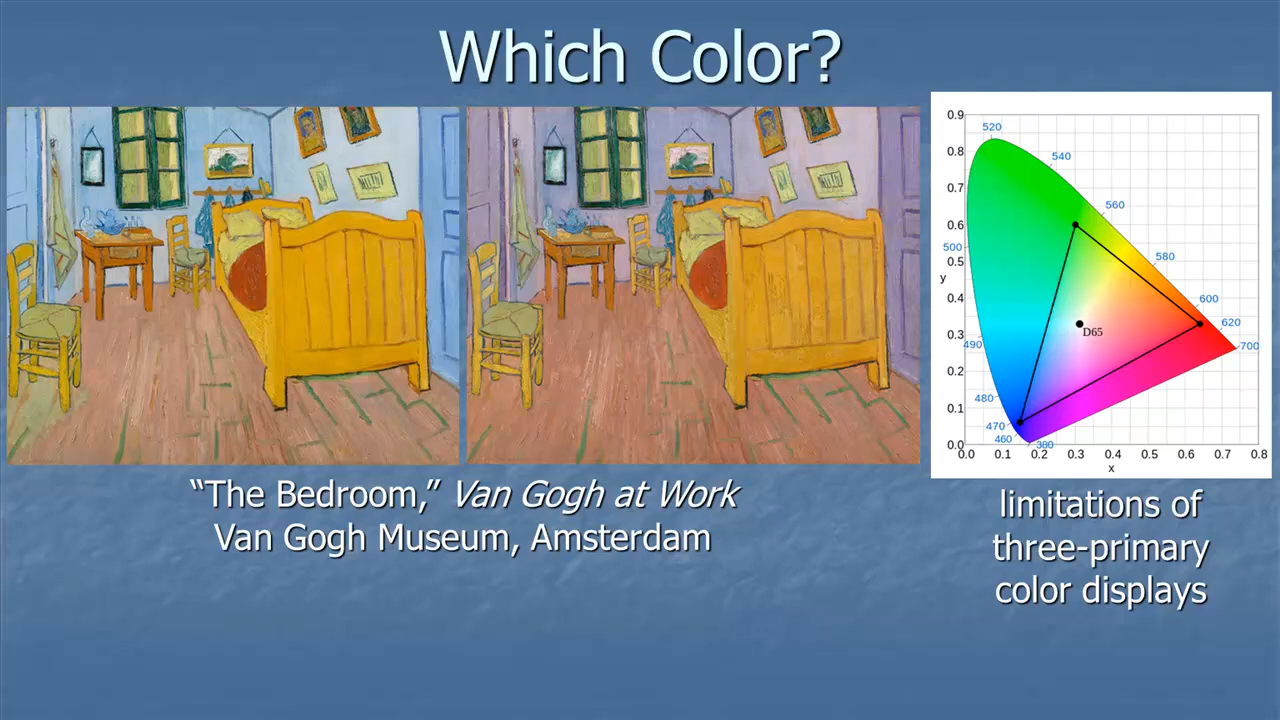 Which Color?
“The Bedroom,” Van Gogh at Work
Van Gogh Museum, Amsterdam
0.9
0.8
0.7
0.6
0.5
y
0.4
0.3
0.2
0.1
0.0
520
540
560
500
580
600
620
490
700
D65
480
470
460
380
0.0 0.1 0.2 0.3 0.4 0.5 0.6 0.7 0.8
x
limitations of
three-primary
color displays